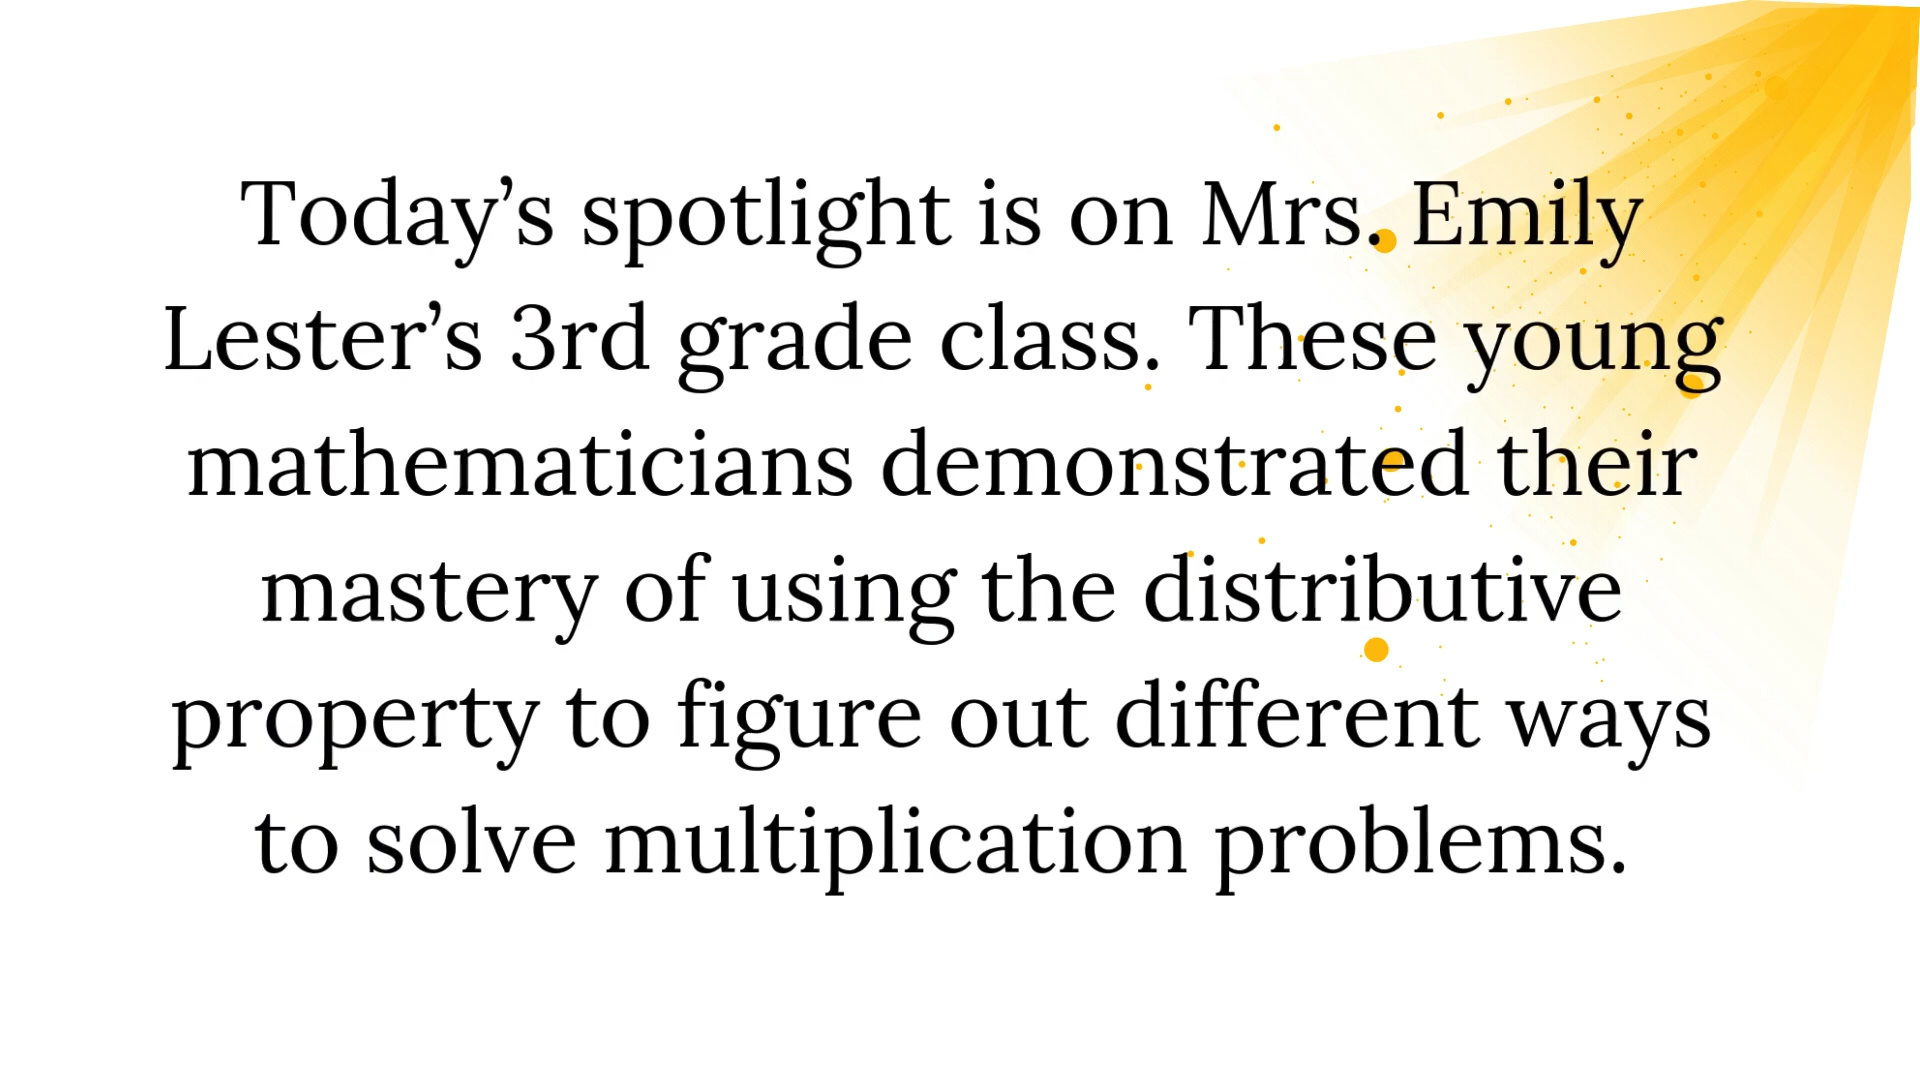 Today’s spotlight is on Mrs. Emily
Lester’s 3rd grade class. These young
mathematicians demonstrated their
mastery of using the distributive
property to figure out different ways
to solve multiplication problems.